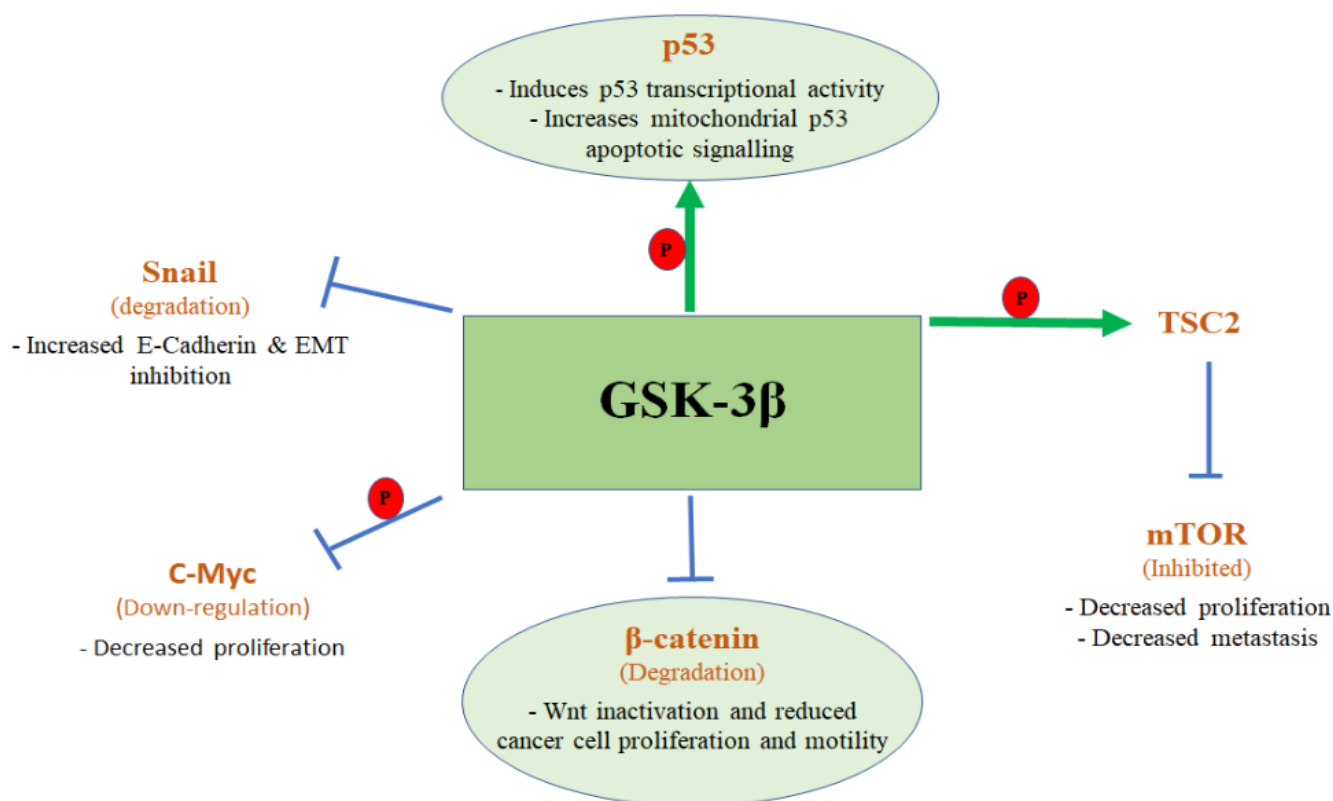 p53
- Induces p53 transcriptional activity
- Increases mitochondrial p53
apoptotic signalling
P
Snail
(degradation)
- Increased E-Cadherin & EMT
inhibition
P
TSC2
GSK-3β
P
C-Myc
(Down-regulation)
- Decreased proliferation
mTOR
(Inhibited)
- Decreased proliferation
- Decreased metastasis
β-catenin
(Degradation)
- Wnt inactivation and reduced
cancer cell proliferation and motility